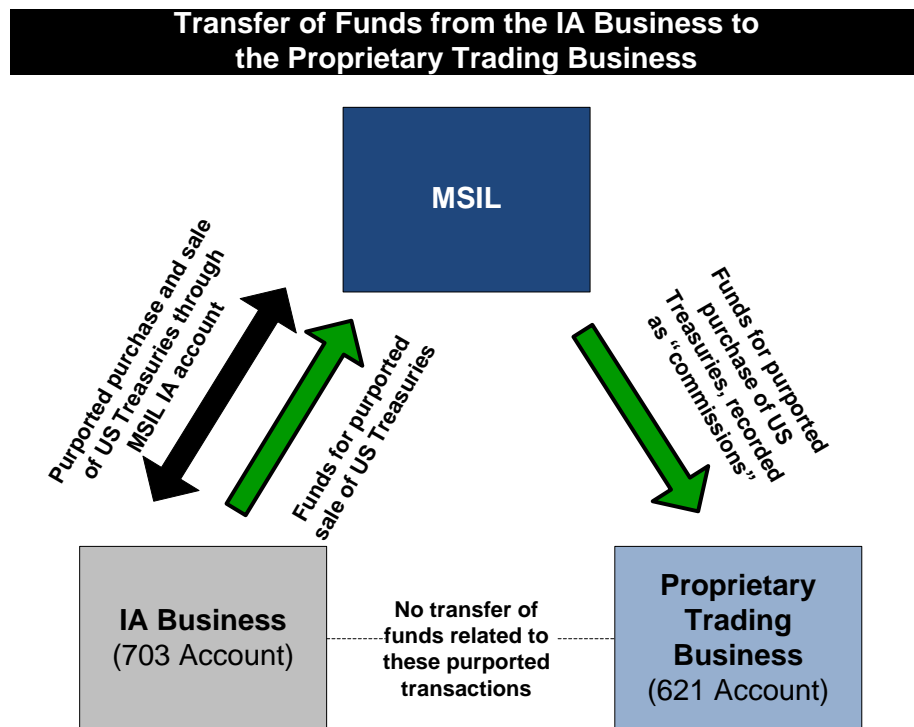 Transfer of Funds from the IA Business to
the Proprietary Trading Business
MSIL
Purported purchase and sale
of US Treasuries through
MSIL IA account
Funds for purported
sale of US Treasuries
Funds for purported
purchase of US
Treasuries, recorded
as “commissions”
IA Business
(703 Account)
No transfer of
funds related to
these purported
transactions
Proprietary
Trading
Business
(621 Account)